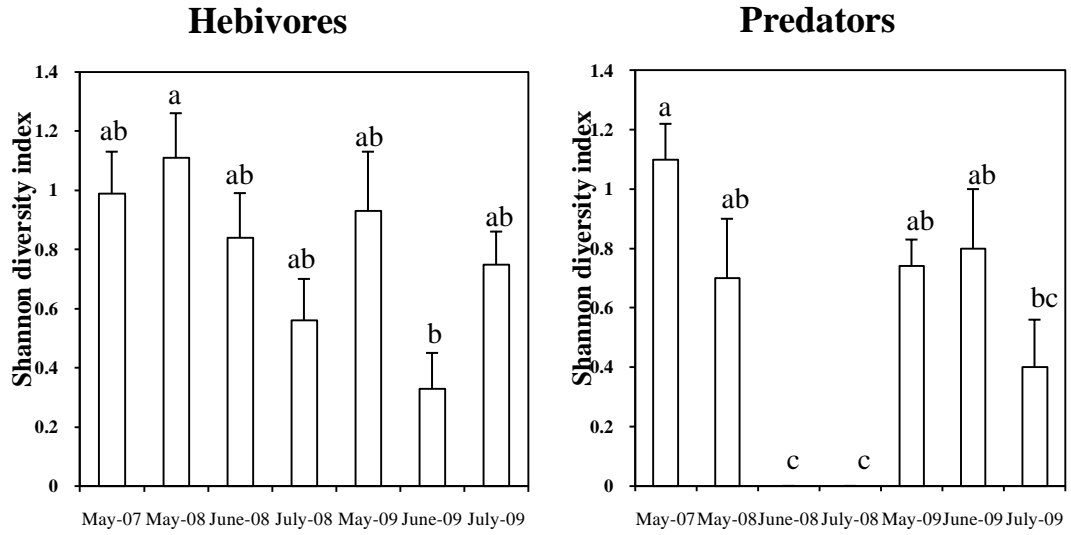 Hebivores
Shannon diversity index
1.4
1.2
1
0.8
0.6
0.4
0.2
0
ab
a
ab
ab
ab
b
ab
May-07 May-08 June-08 July-08 May-09 June-09 July-09
Predators
Shannon diversity index
1.4
1.2
1
0.8
0.6
0.4
0.2
0
a
ab
c
c
ab
ab
bc
May-07 May-08 June-08 July-08 May-09 June-09 July-09